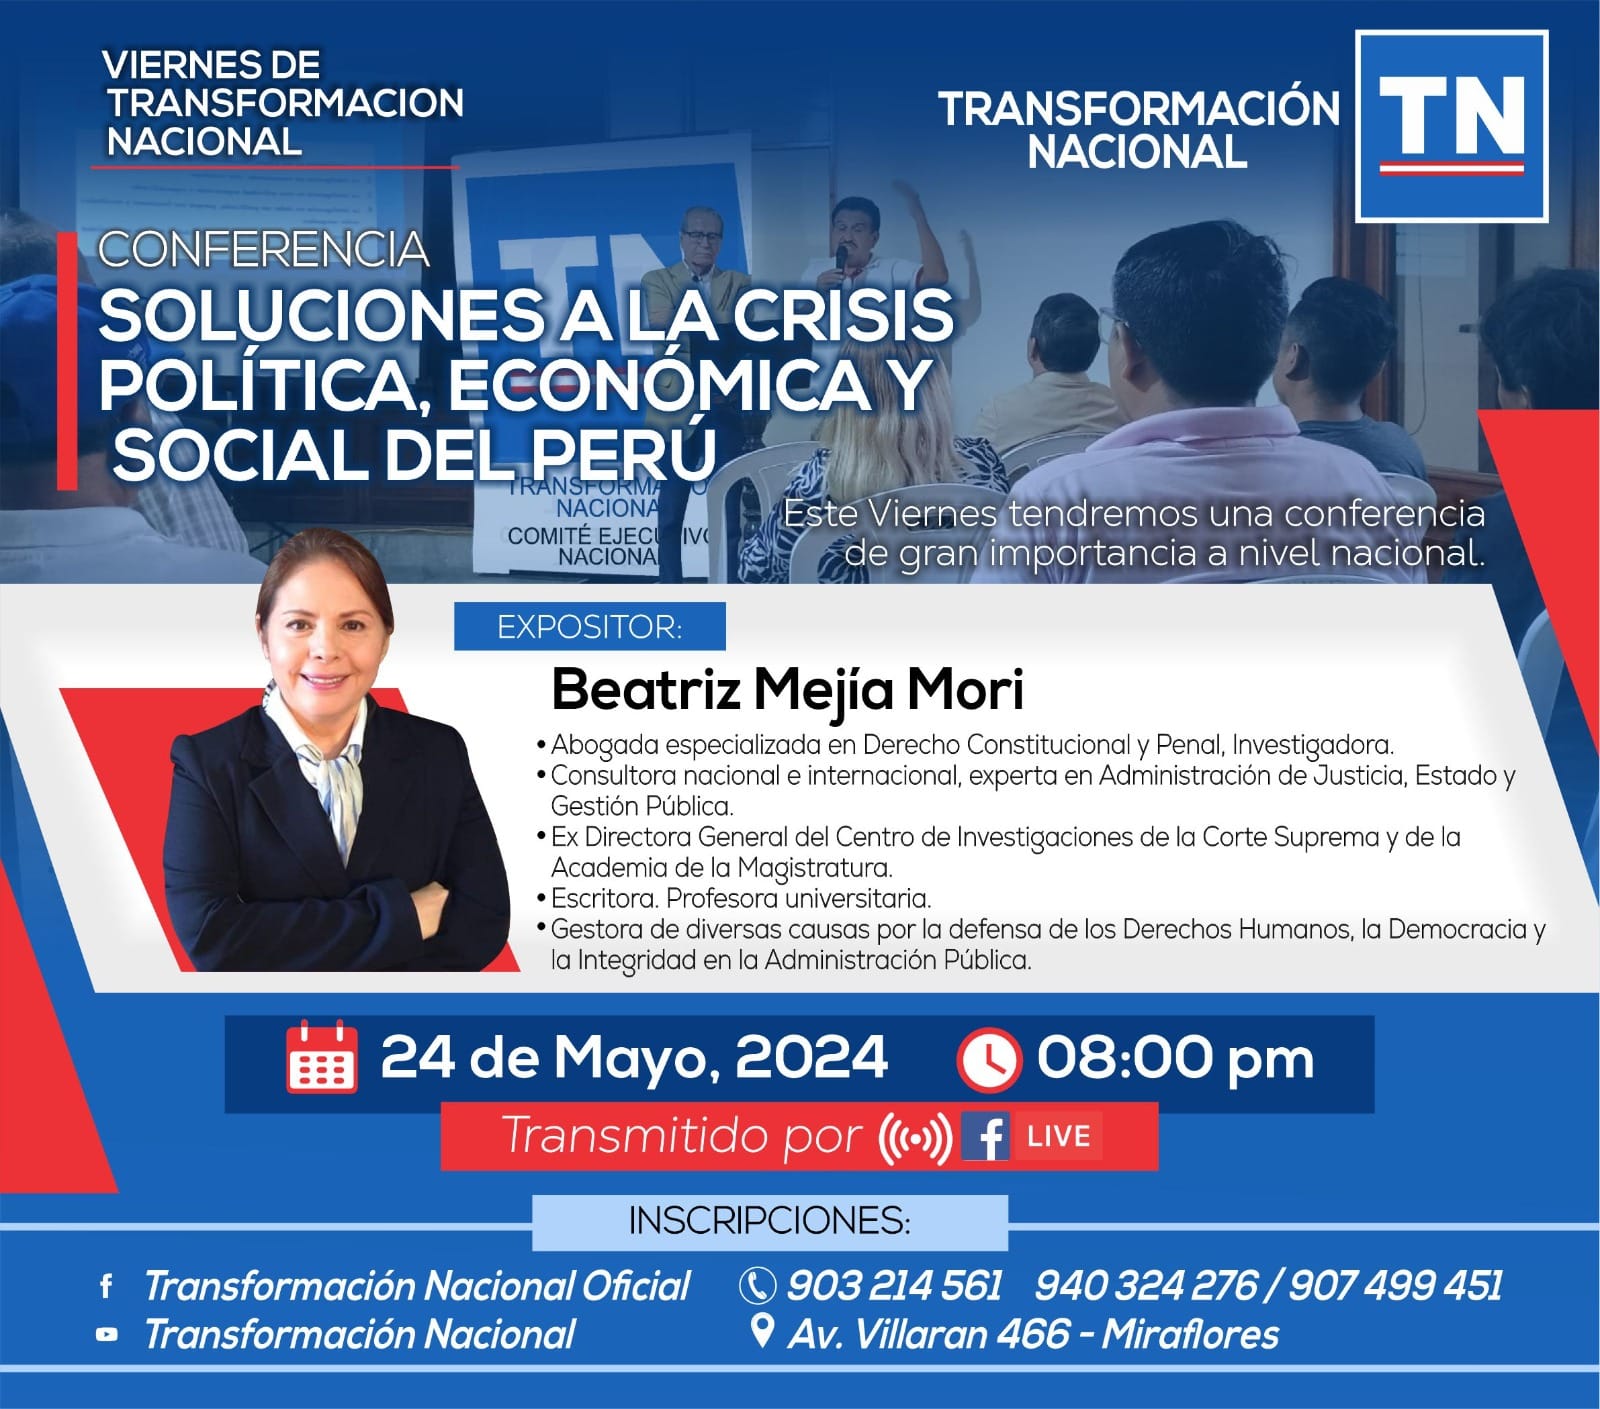 VIERNES DE
TRANSFORMACION
NACIONAL
TRANSFORMACIÓN
NACIONAL
TN
CONFERENCIA
SOLUCIONES A LA CRISIS
POLÍTICA, ECONÓMICA Y
SOCIAL DEL PERÚ
TN
NACIONA
COMITÉ EJECUTIVO
NACIONAL
Este Viernes tendremos una conferencia
de gran importancia a nivel nacional.
EXPOSITOR:
Beatriz Mejía Mori
• Abogada especializada en Derecho Constitucional y Penal, Investigadora.
• Consultora nacional e internacional, experta en Administración de Justicia, Estado y
Gestión Pública.
• Ex Directora General del Centro de Investigaciones de la Corte Suprema y de la
Academia de la Magistratura.
• Escritora. Profesora universitaria.
• Gestora de diversas causas por la defensa de los Derechos Humanos, la Democracia y
la Integridad en la Administración Pública.
24 de Mayo, 2024 08:00 pm
Transmitido por f LIVE
INSCRIPCIONES:
f Transformación Nacional Oficial 903 214 561 940 324 276 / 907 499 451
Transformación Nacional Av. Villaran 466 - Miraflores